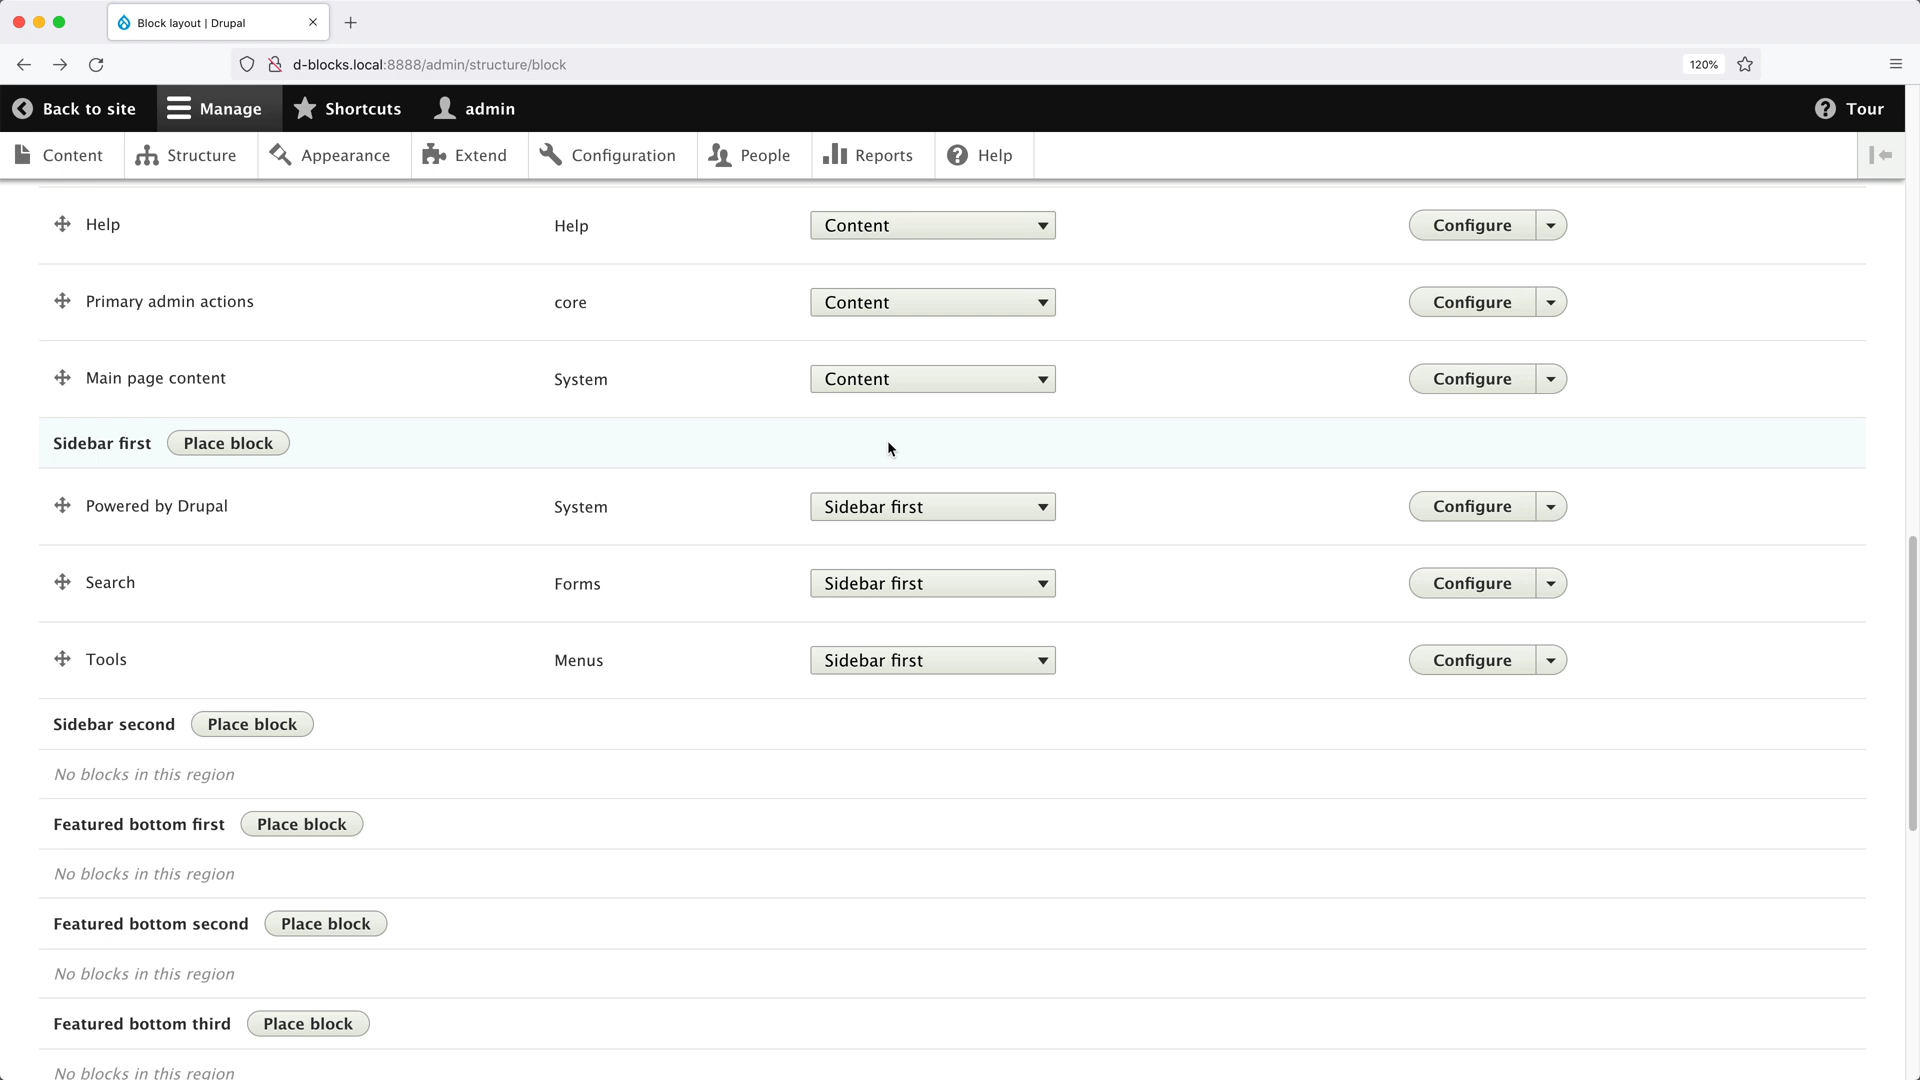 Block layout | Drupal
d-blocks.local:8888/admin/structure/block 120%
Back to site Manage Shortcuts admin Tour
Content Structure Appearance Extend Configuration People Reports Help
Help Help Content Configure
Primary admin actions core Content Configure
Main page content System Content Configure
Sidebar first Place block
Powered by Drupal System Sidebar first Configure
Search Forms Sidebar first Configure
Tools Menus Sidebar first Configure
Sidebar second Place block
No blocks in this region
Featured bottom first Place block
No blocks in this region
Featured bottom second Place block
No blocks in this region
Featured bottom third Place block
No blocks in this region